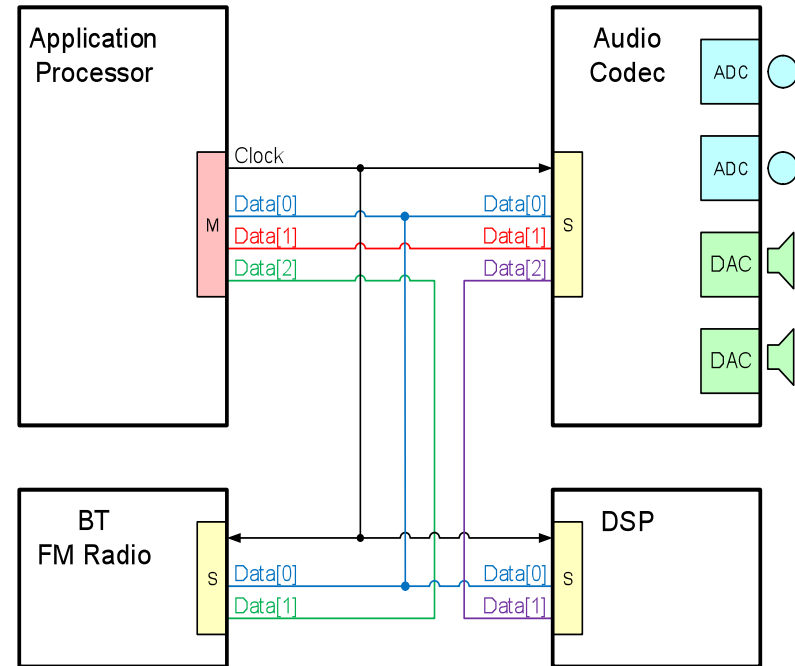 Application
Processor
Audio
Codec
ADC
ADC
DAC
DAC
Clock
M
Data[0]
Data[1]
Data[2]
Data[0]
Data[1]
Data[2]
S
BT
FM Radio
S
Data[0]
Data[1]
DSP
Data[0]
Data[1]
S